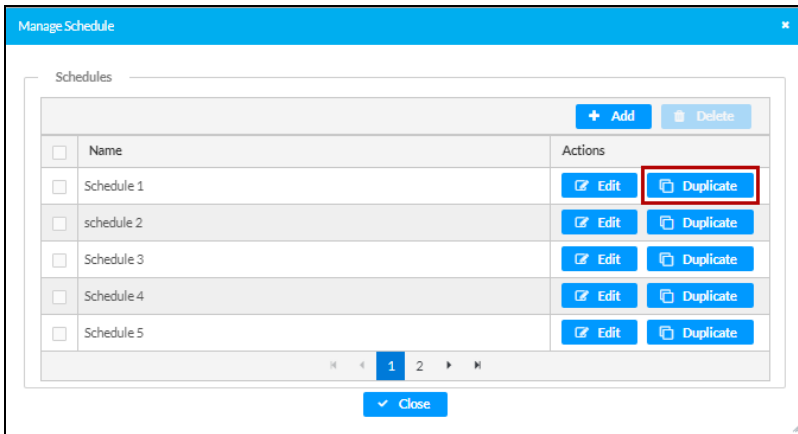 Manage Schedule
Schedules
Add Delete
Name Actions
Schedule 1 Edit Duplicate
schedule 2 Edit Duplicate
Schedule 3 Edit Duplicate
Schedule 4 Edit Duplicate
Schedule 5 Edit Duplicate
1 2
Close